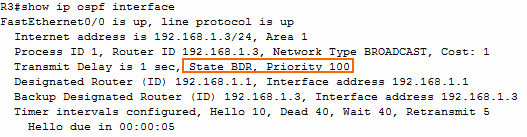 R3#show ip ospf interface
FastEthernet0/0 is up, line protocol is up
Internet address is 192.168.1.3/24, Area 1
Process ID 1, Router ID 192.168.1.3, Network Type BROADCAST, Cost: 1
Transmit Delay is 1 sec, State BDR, Priority 100
Designated Router (ID) 192.168.1.1, Interface address 192.168.1.1
Backup Designated Router (ID) 192.168.1.3, Interface address 192.168.1.3
Timer intervals configured, Hello 10, Dead 40, Wait 40, Retransmit 5
Hello due in 00:00:05